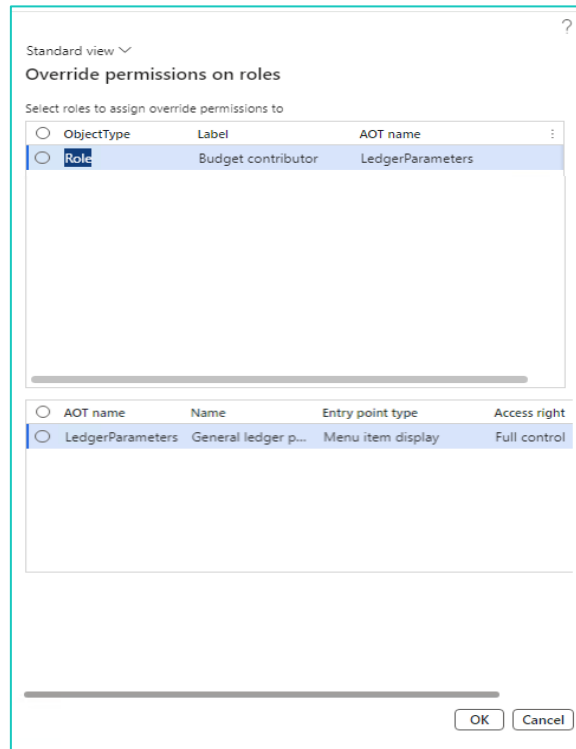 ?
Standard view
Override permissions on roles
Select roles to assign override permissions to
ObjectType Label AOT name
Role Budget contributor LedgerParameters
AOT name Name Entry point type Access right
LedgerParameters General ledger p... Menu item display Full control
OK Cancel